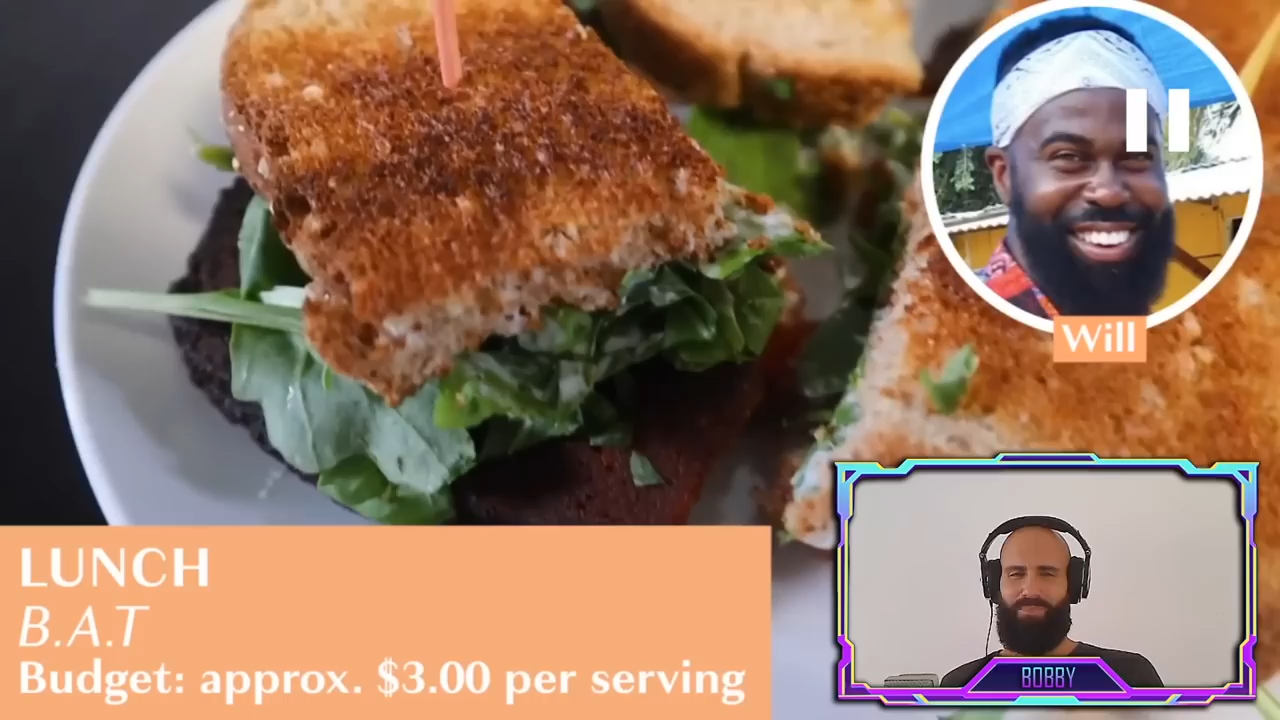 Will
LUNCH
B.A.T
Budget: approx. $3.00 per serving
BOBBY